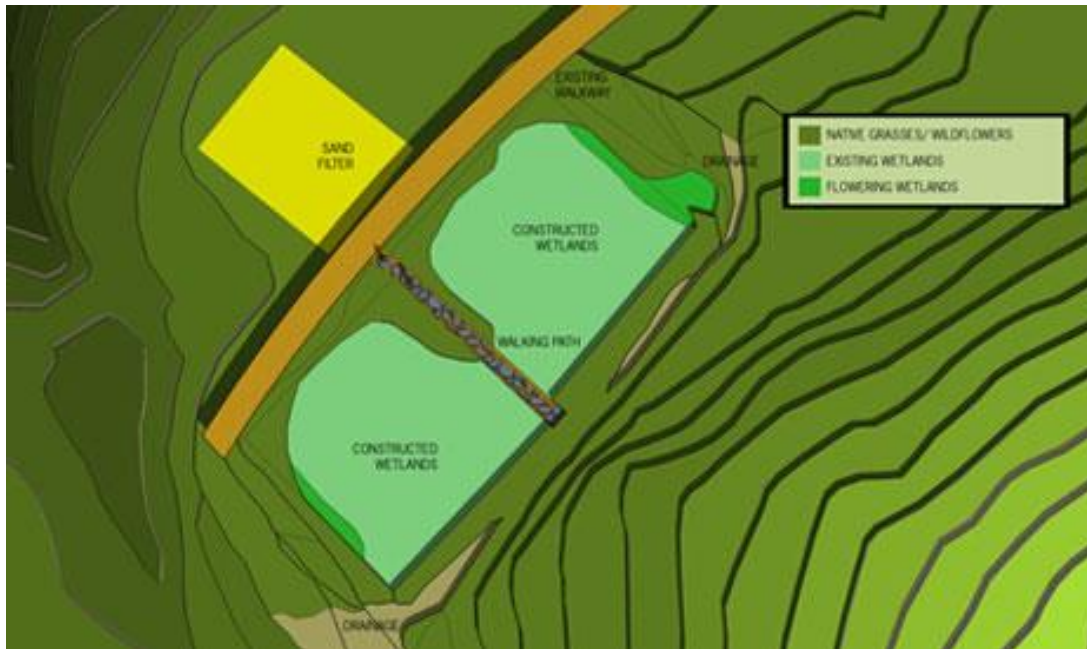 EXISTING
WALKWAY
SAND
FILTER
DRAINAGE
NATIVE GRASSES/ WILDFLOWERS
EXISTING WETLANDS
FLOWERING WETLANDS
CONSTRUCTED
WETLANDS
WALKING PATH
CONSTRUCTED
WETLANDS
DRAINAGE